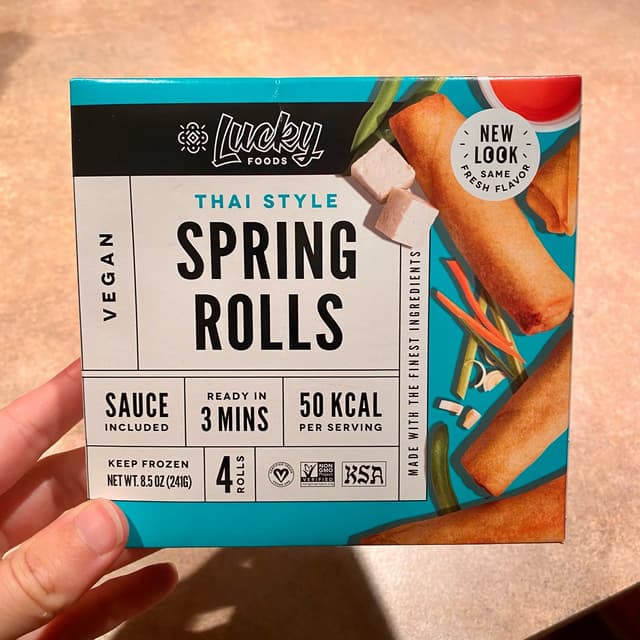 Lucky
FOODS
NEW
LOOK
SAME
FRESH FLAVOR
THAI STYLE
SPRING
ROLLS
VEGAN
MADE WITH THE FINEST INGREDIENTS
SAUCE
INCLUDED
READY IN
3 MINS
50 KCAL
PER SERVING
KEEP FROZEN
NET WT. 8.5 OZ (241G)
4
ROLLS
NON
GMO
VERIFIED
KSA